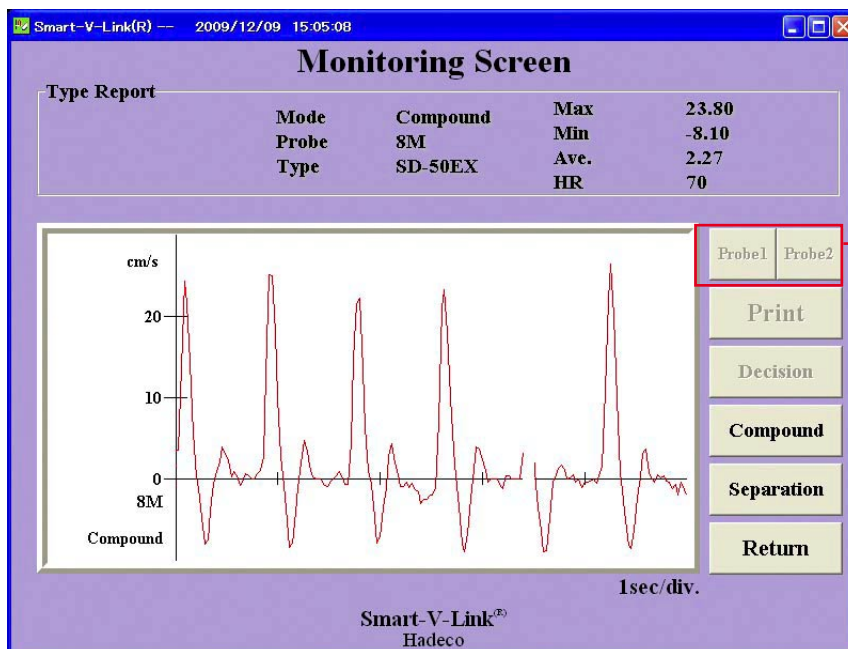 Smart-V-Link(R) -- 2009/12/09 15:05:08
Monitoring Screen
Type Report
Mode Compound
Probe 8M
Type SD-50EX
Max 23.80
Min -8.10
Ave. 2.27
HR 70
cm/s
20
10
0
8M
Compound
1sec/div.
Probe1 Probe2
Print
Decision
Compound
Separation
Return
Smart-V-Link(R)
Hadeco